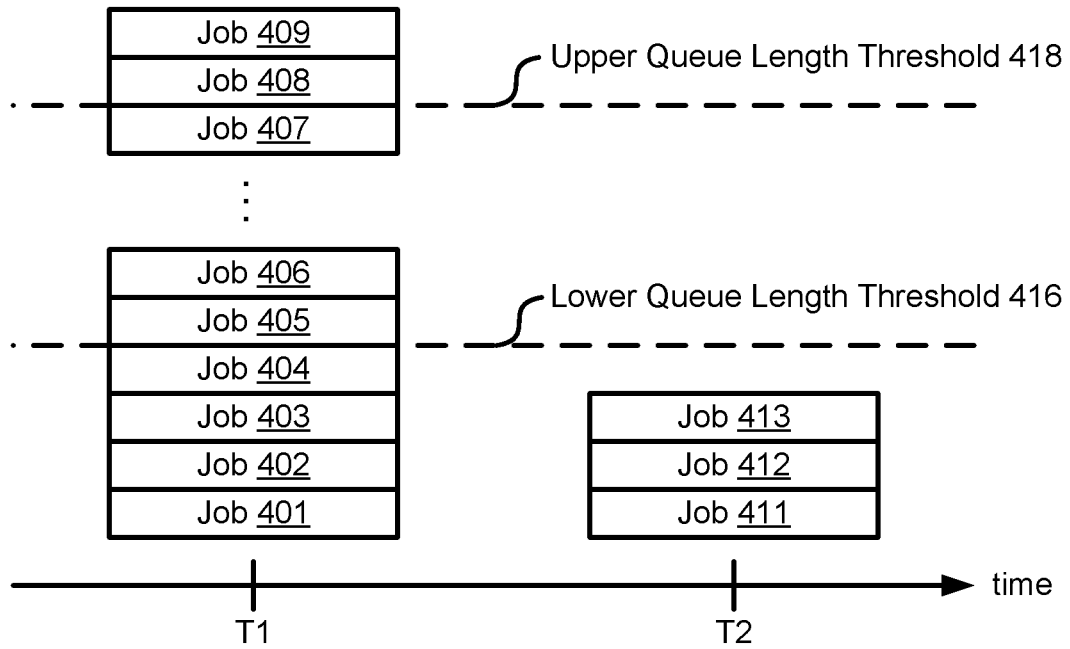 Job 409
Upper Queue Length Threshold 418
Job 408
Job 407
Job 406
Lower Queue Length Threshold 416
Job 405
Job 404
Job 403
Job 402
Job 401
Job 413
Job 412
Job 411
time
T1
T2